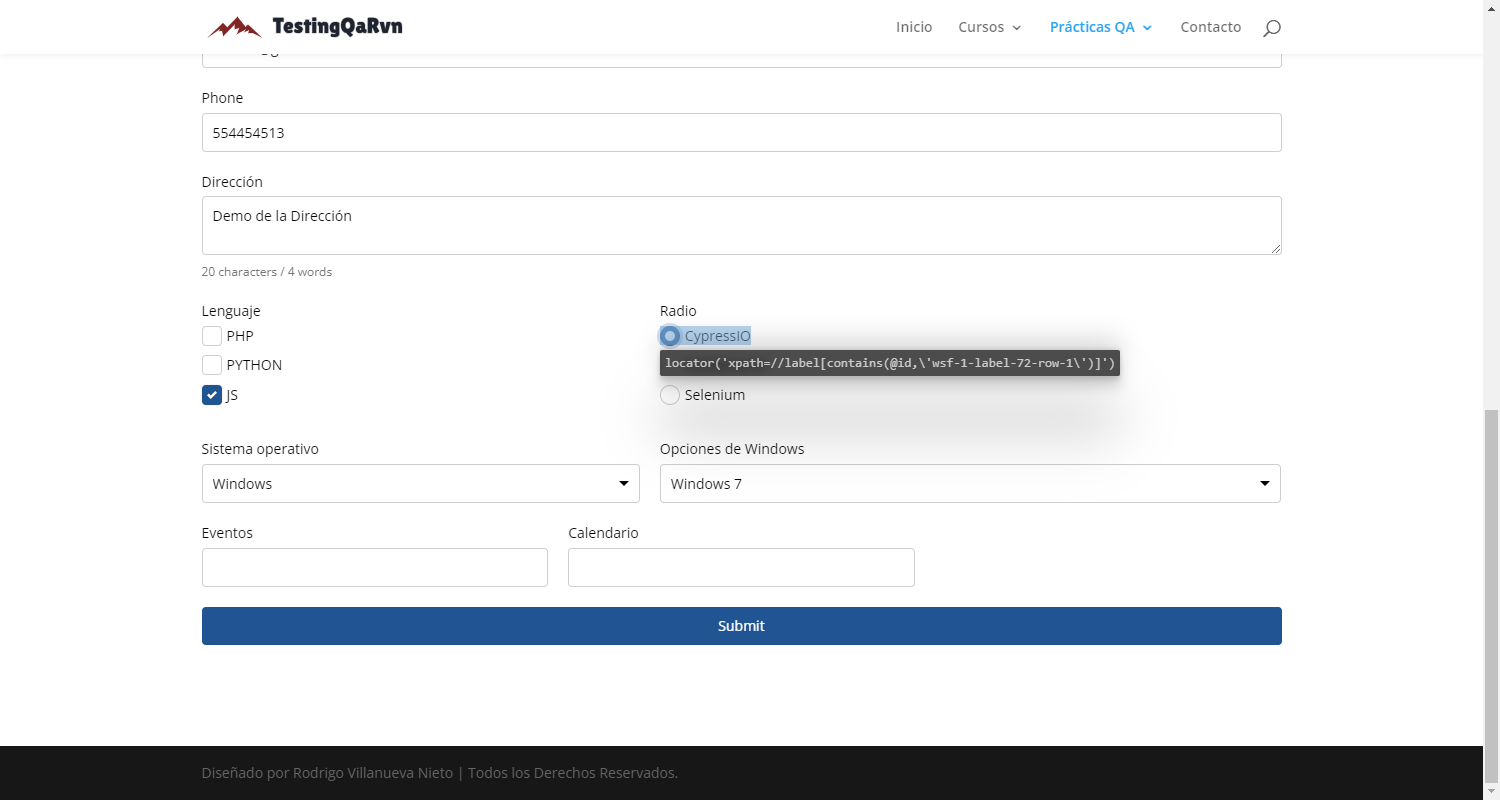 TestingQaRvn
Inicio
Cursos
Prácticas QA
Contacto
Phone
554454513
Dirección
Demo de la Dirección
20 characters / 4 words
Lenguaje
PHP
PYTHON
JS
Radio
CypressIO
locator('xpath=//label[contains(@id,\'wsf-1-label-72-row-1\')]')
Selenium
Sistema operativo
Windows
Opciones de Windows
Windows 7
Eventos
Calendario
Submit
Diseñado por Rodrigo Villanueva Nieto | Todos los Derechos Reservados.